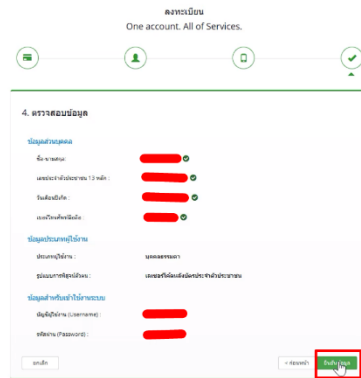 ลงทะเบียน
One account. All of Services.
4. ตรวจสอบข้อมูล
ข้อมูลส่วนบุคคล
ชื่อ-นามสกุล:
เลขประจำตัวประชาชน 13 หลัก :
วันเดือนปีเกิด :
เบอร์โทรศัพท์มือถือ :
ข้อมูลประเภทผู้ใช้งาน
ประเภทผู้ใช้งาน : บุคคลธรรมดา
รูปแบบการพิสูจน์ตัวตน : เลเซอร์ไอดีหลังบัตรประจำตัวประชาชน
ข้อมูลสำหรับเข้าใช้งานระบบ
บัญชีผู้ใช้งาน (Username) :
รหัสผ่าน (Password) :
ยกเลิก
< ก่อนหน้า